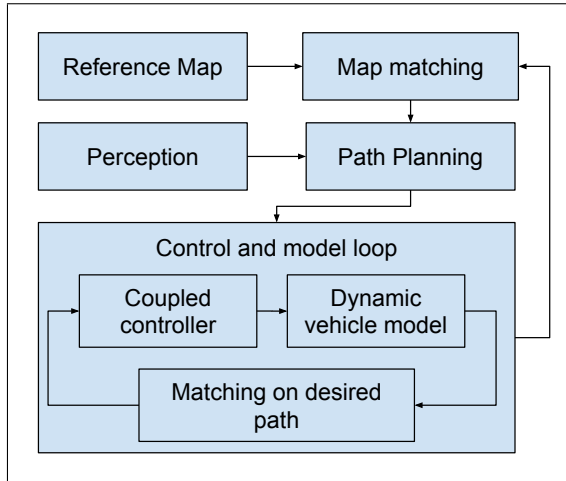 Reference Map
Map matching
Perception
Path Planning
Control and model loop
Coupled
controller
Dynamic
vehicle model
Matching on desired
path